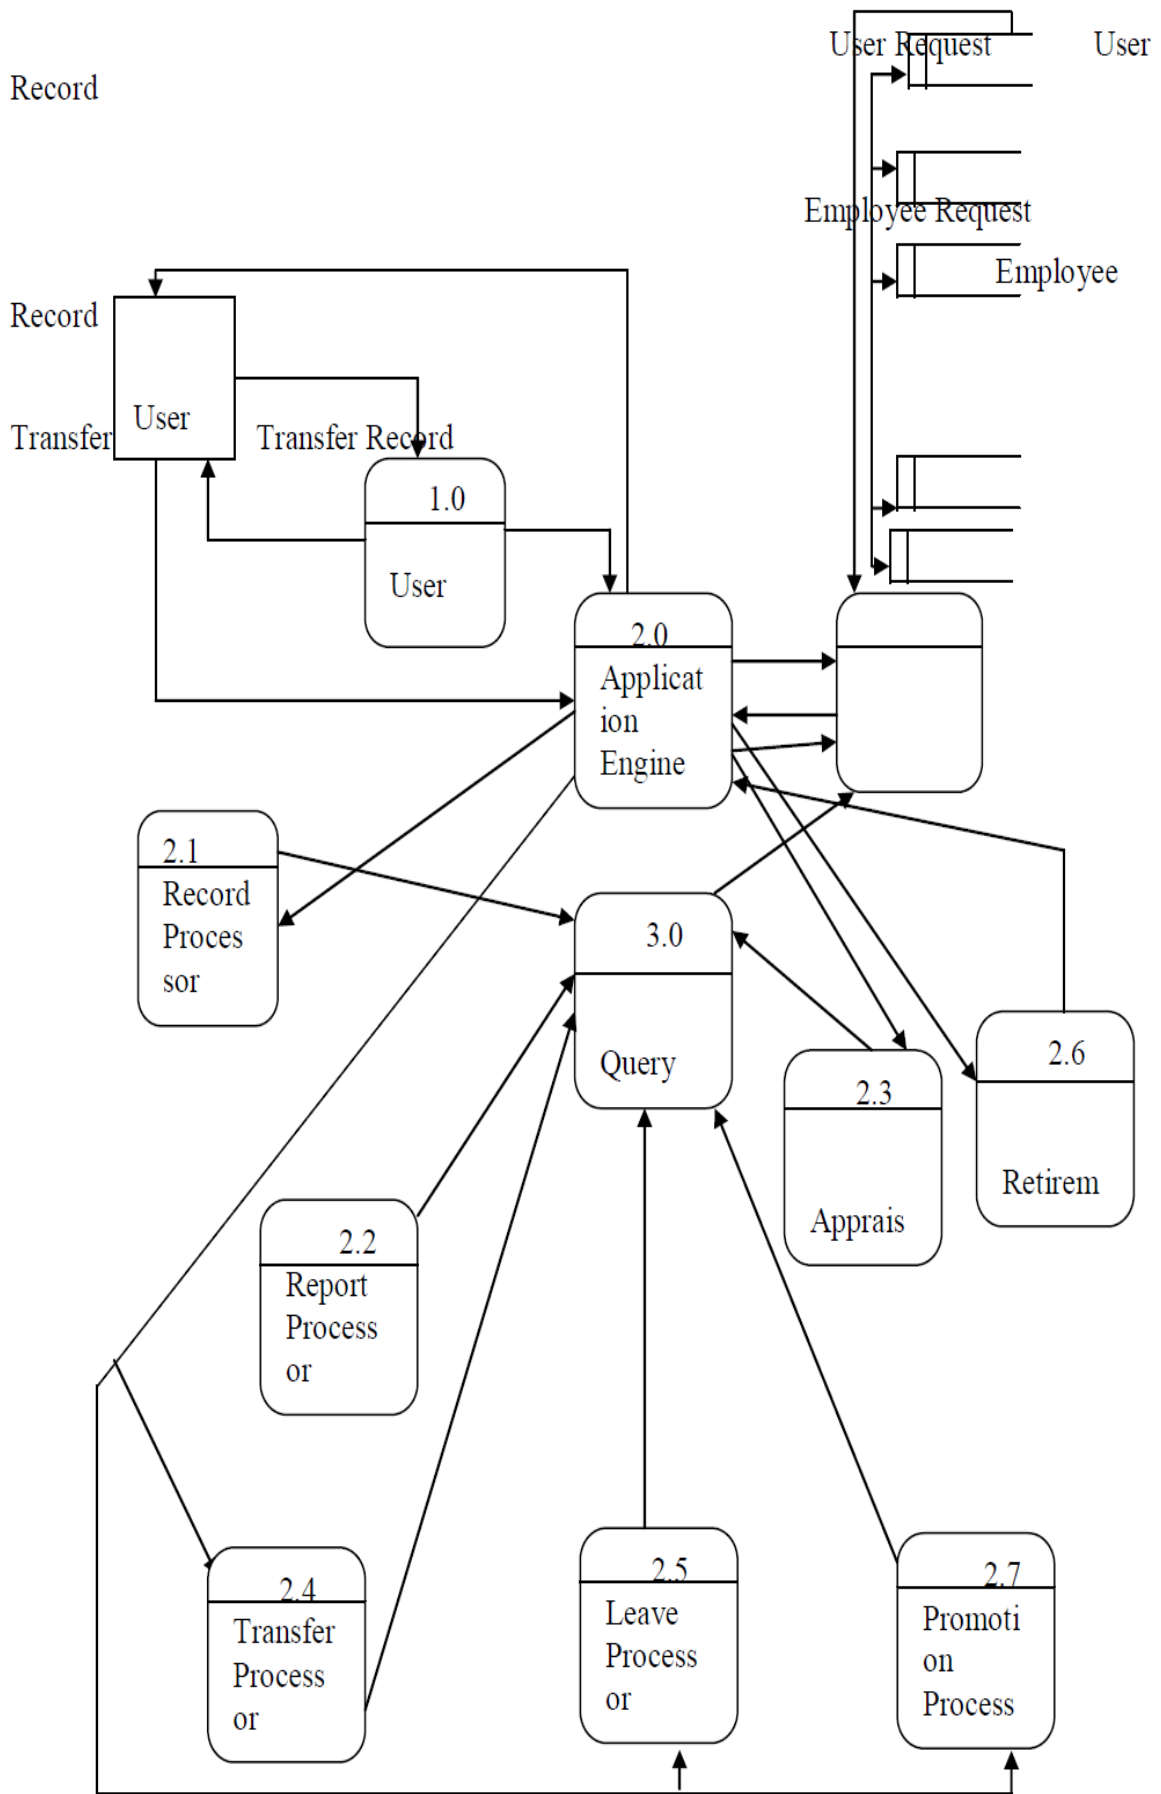 User Request
User
Record
Employee Request
Employee
Record
User
Transfer
Transfer Record
1.0
User
2.0
Applicat
ion
Engine
2.1
Record
Proces
sor
3.0
Query
2.6
Retirem
2.3
Apprais
2.2
Report
Process
or
2.4
Transfer
Process
or
2.5
Leave
Process
or
2.7
Promoti
on
Process